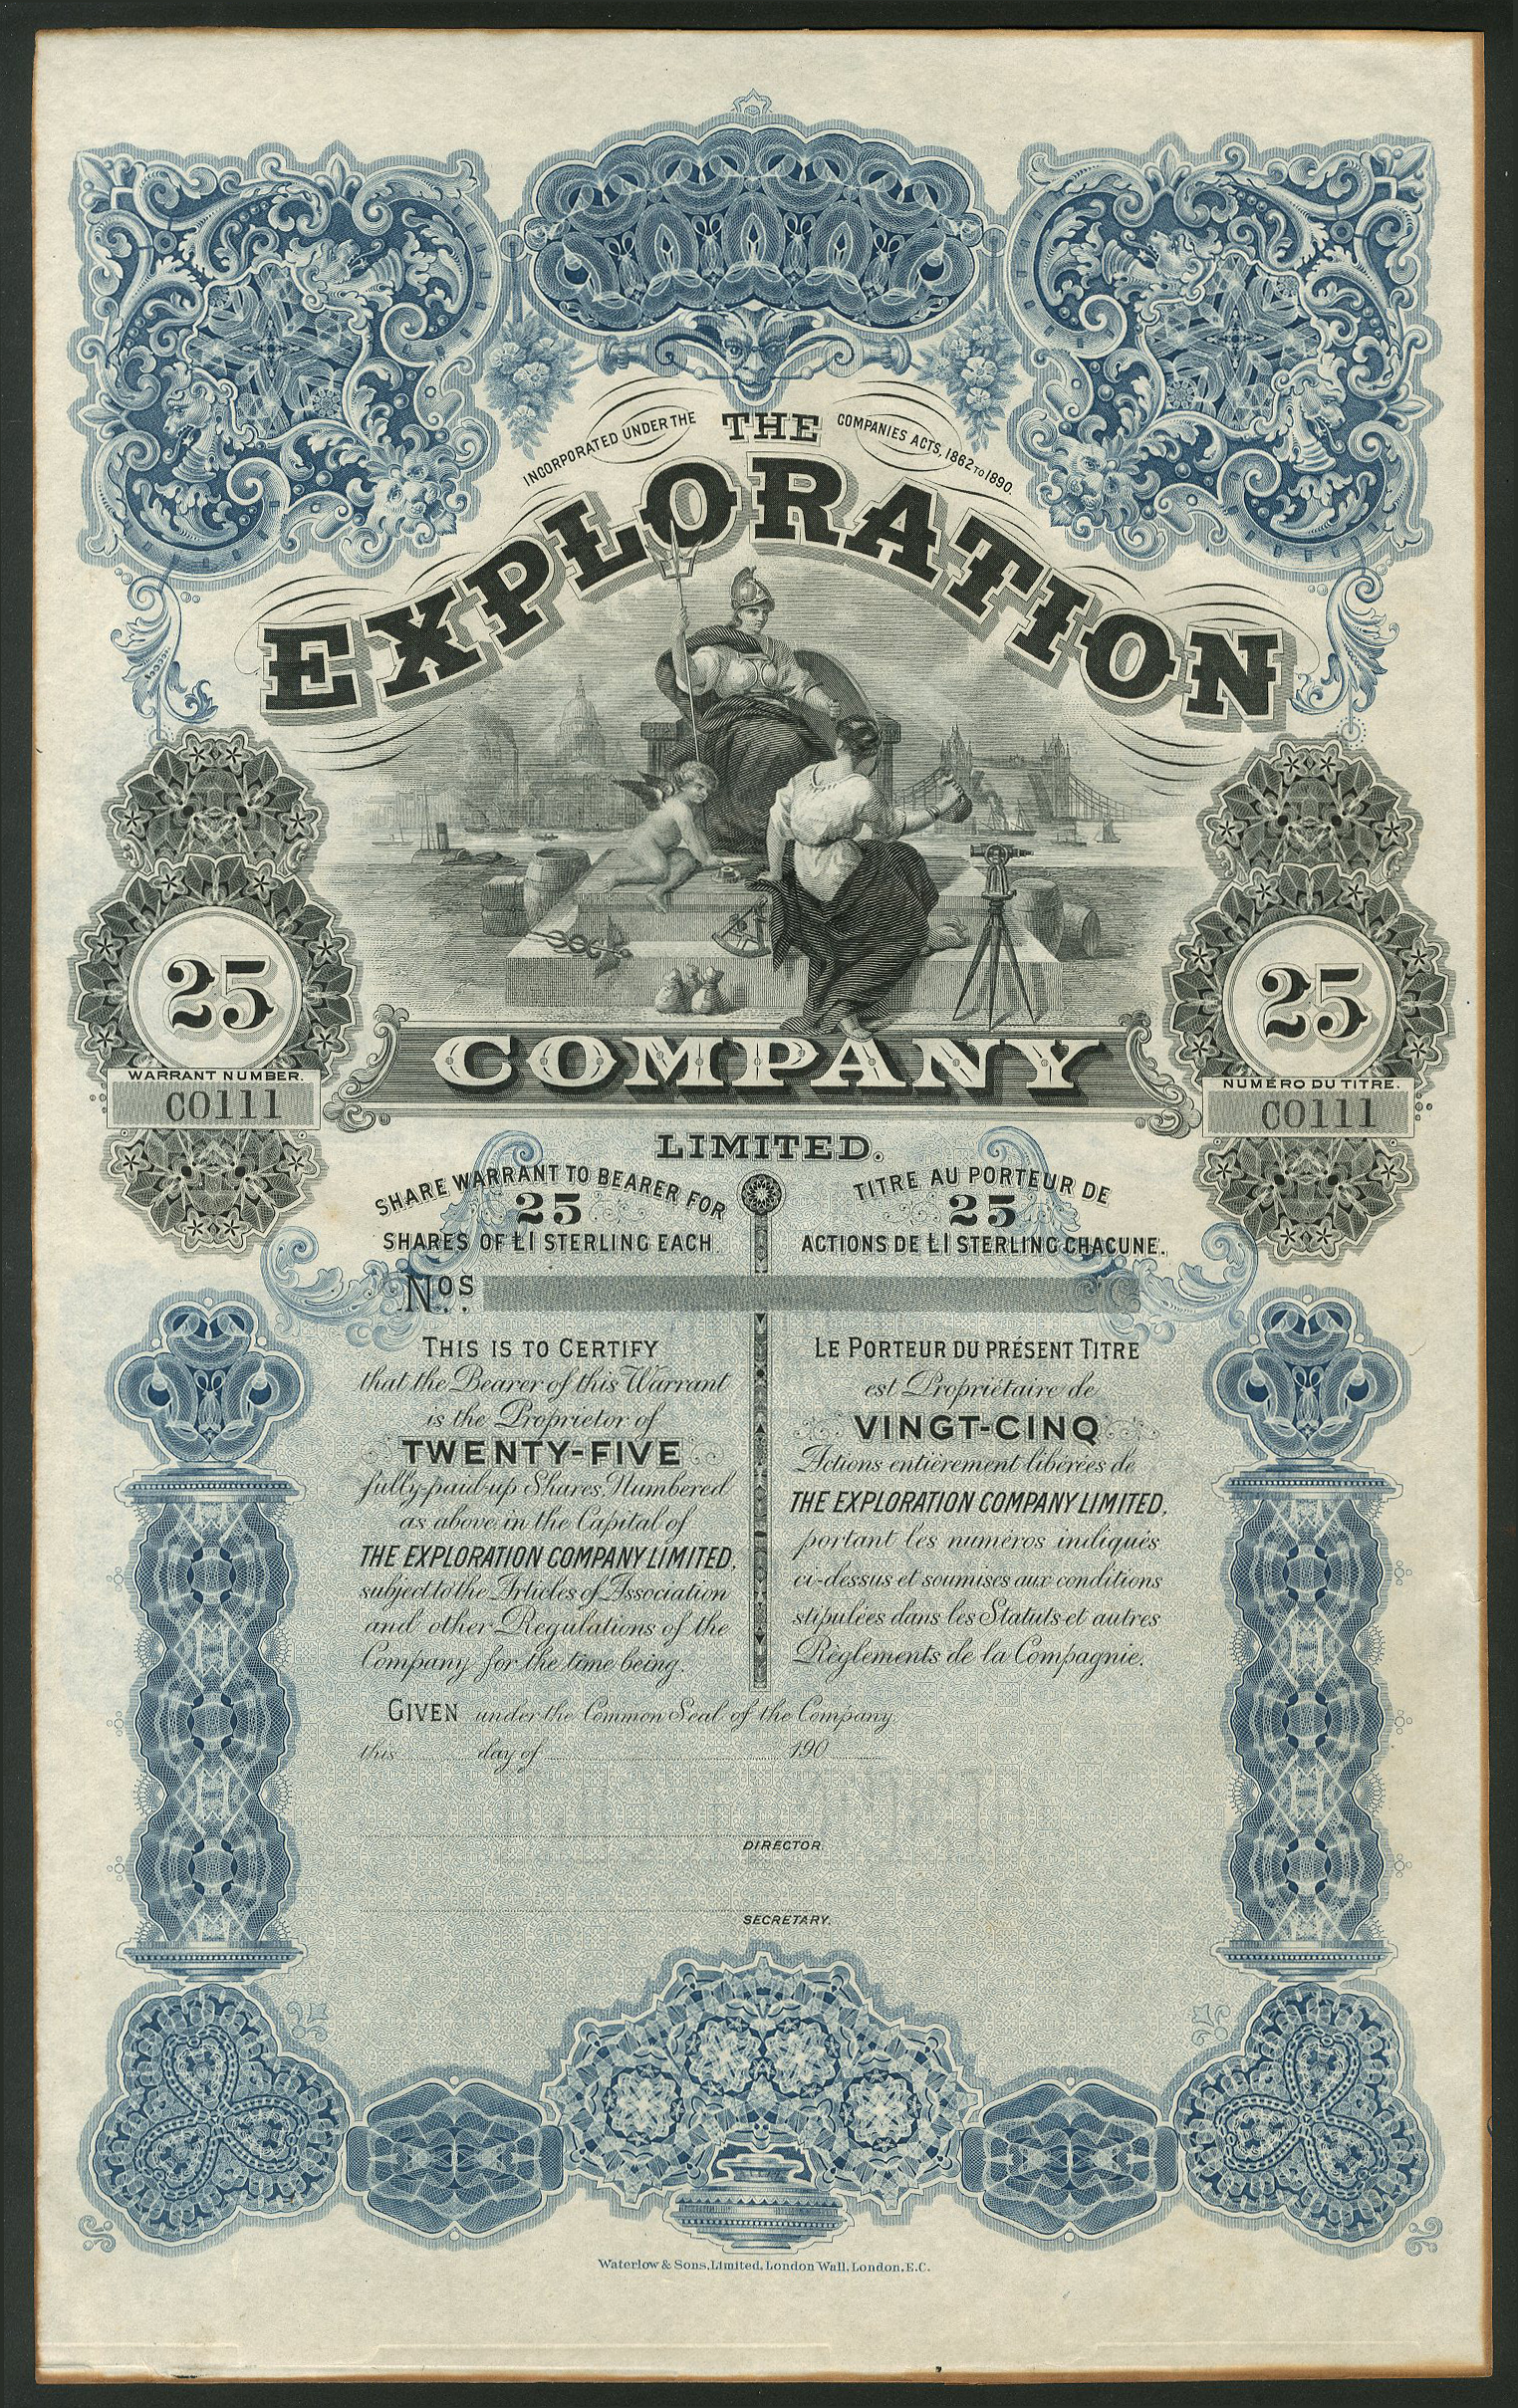 INCORPORATED UNDER THE COMPANIES ACTS, 1862 TO 1890.
THE
EXPLORATION
COMPANY
LIMITED.
25
WARRANT NUMBER.
C0111
25
NUMÉRO DU TITRE.
C0111
SHARE WARRANT TO BEARER FOR
25
SHARES OF £1 STERLING EACH.
TITRE AU PORTEUR DE
25
ACTIONS DE £1 STERLING CHACUNE.
Nos
THIS IS TO CERTIFY
that the Bearer of this Warrant
is the Proprietor of
TWENTY-FIVE
fully-paid-up Shares, Numbered
as above, in the Capital of
THE EXPLORATION COMPANY LIMITED,
subject to the Articles of Association
and other Regulations of the
Company for the time being.
LE PORTEUR DU PRÉSENT TITRE
est Propriétaire de
VINGT-CINQ
Actions entièrement libérées de
THE EXPLORATION COMPANY LIMITED,
portant les numéros indiqués
ci-dessus et soumises aux conditions
stipulées dans les Statuts et autres
Règlements de la Compagnie.
GIVEN under the Common Seal of the Company
this day of 190
DIRECTOR.
SECRETARY.
Waterlow & Sons, Limited, London Wall, London, E.C.